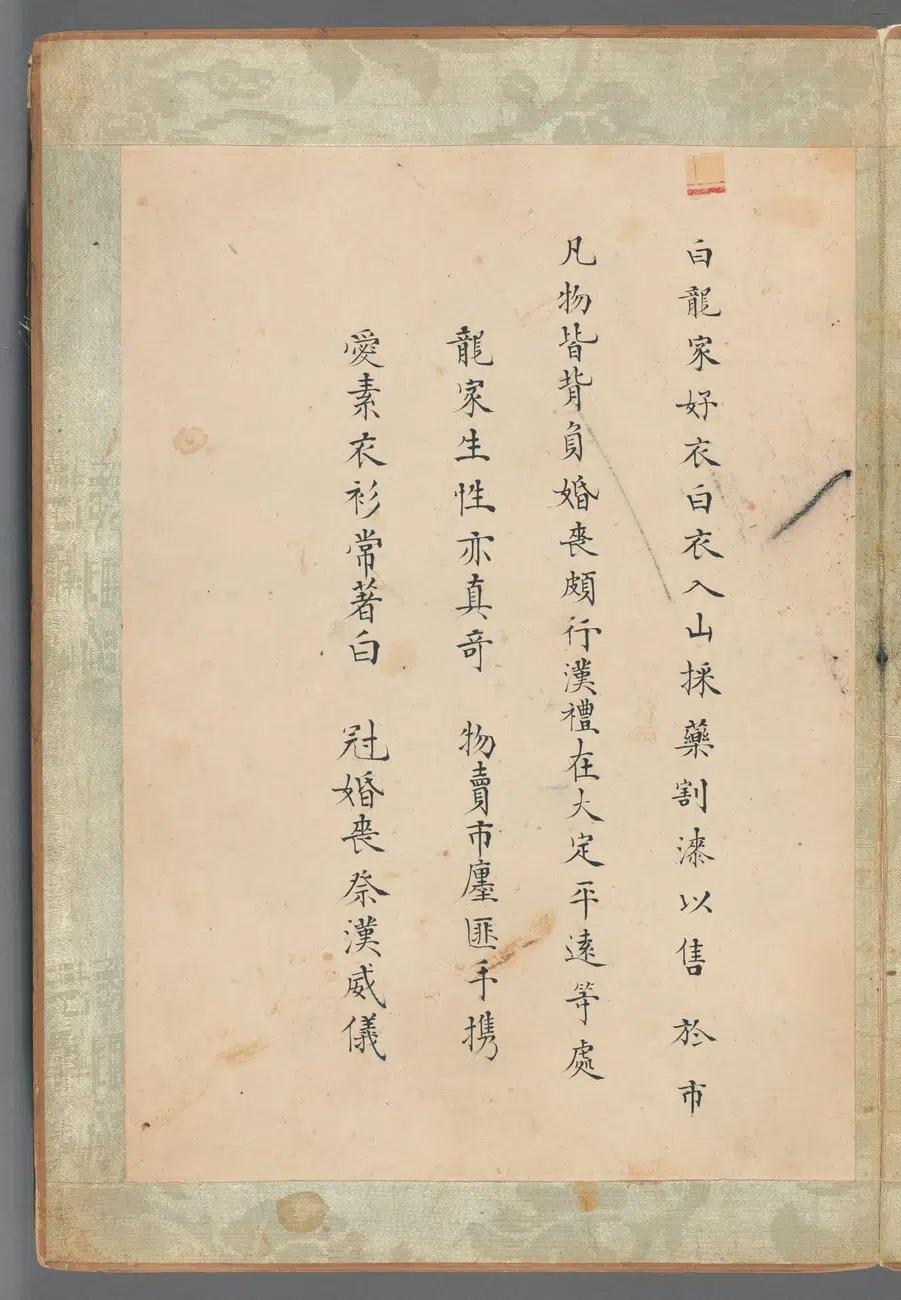 白龍家好衣白衣入山採藥割漆以售於市
凡物皆背負婚喪頗行漢禮在大定平遠等處
龍家生性亦真奇　物賣市廛匪手携
愛素衣衫常著白　冠婚喪祭漢威儀